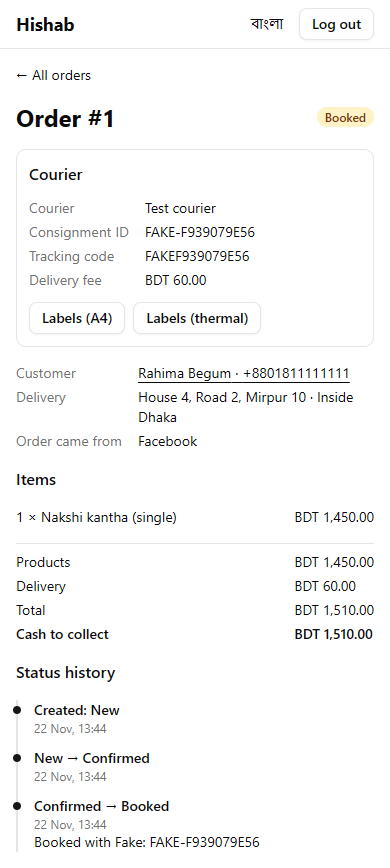 Hishab
বাংলা
Log out
← All orders
Order #1
Booked
Courier
Courier Test courier
Consignment ID FAKE-F939079E56
Tracking code FAKEF939079E56
Delivery fee BDT 60.00
Labels (A4) Labels (thermal)
Customer Rahima Begum · +8801811111111
Delivery House 4, Road 2, Mirpur 10 · Inside
Dhaka
Order came from Facebook
Items
1 × Nakshi kantha (single) BDT 1,450.00
Products BDT 1,450.00
Delivery BDT 60.00
Total BDT 1,510.00
Cash to collect BDT 1,510.00
Status history
Created: New
22 Nov, 13:44
New → Confirmed
22 Nov, 13:44
Confirmed → Booked
22 Nov, 13:44
Booked with Fake: FAKE-F939079E56